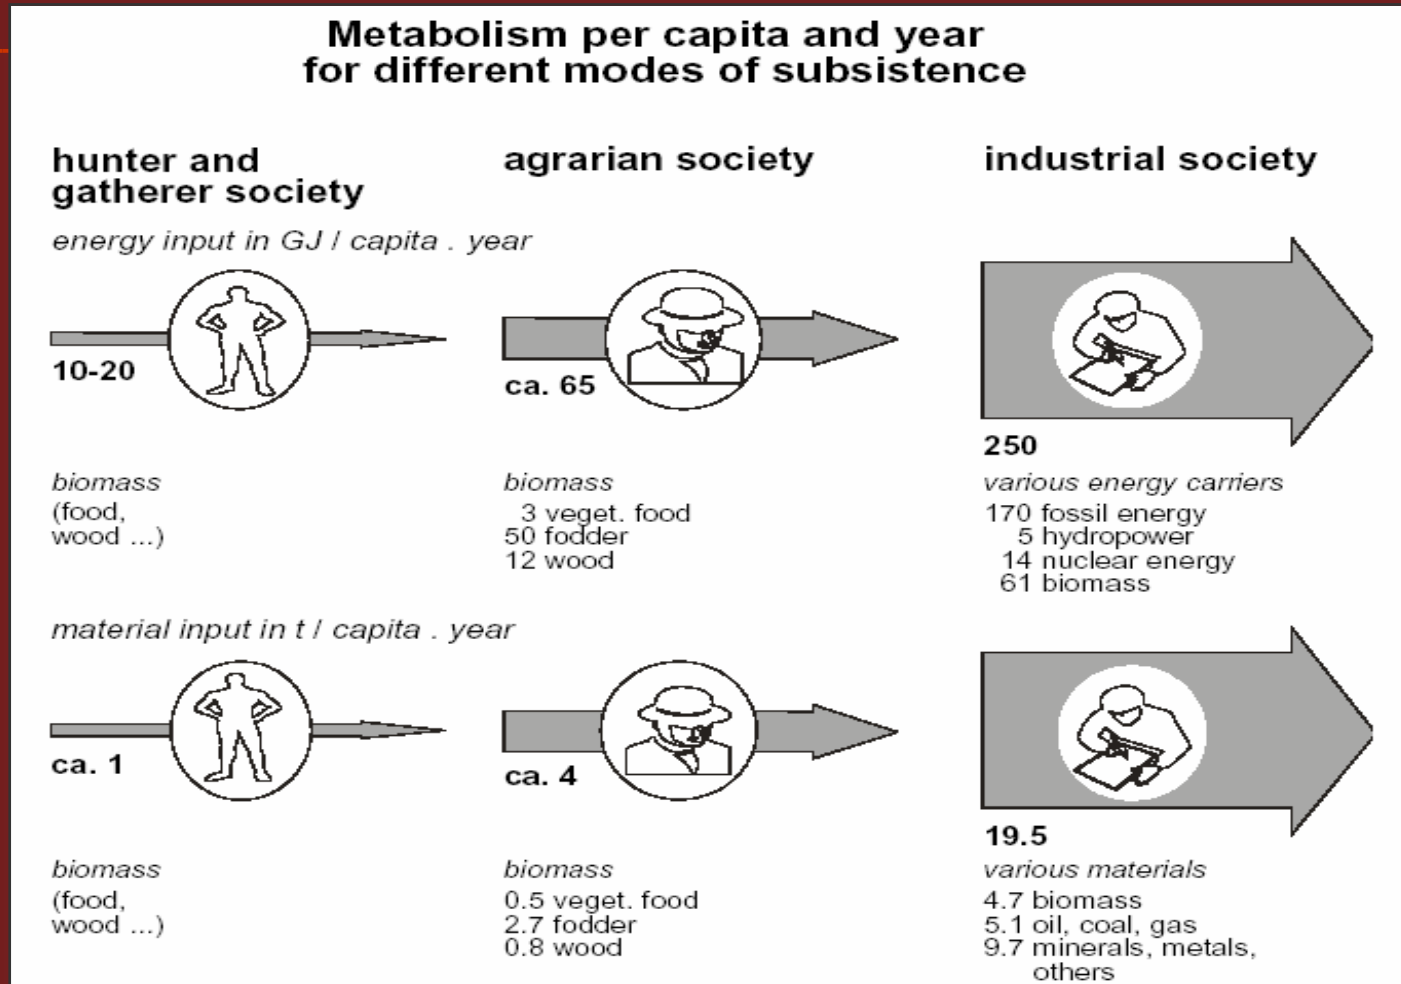 Metabolism per capita and year
for different modes of subsistence
hunter and
gatherer society
agrarian society
industrial society
energy input in GJ / capita . year
10-20
ca. 65
250
biomass
(food,
wood ...)
biomass
3 veget. food
50 fodder
12 wood
various energy carriers
170 fossil energy
5 hydropower
14 nuclear energy
61 biomass
material input in t / capita . year
ca. 1
ca. 4
19.5
biomass
(food,
wood ...)
biomass
0.5 veget. food
2.7 fodder
0.8 wood
various materials
4.7 biomass
5.1 oil, coal, gas
9.7 minerals, metals,
others